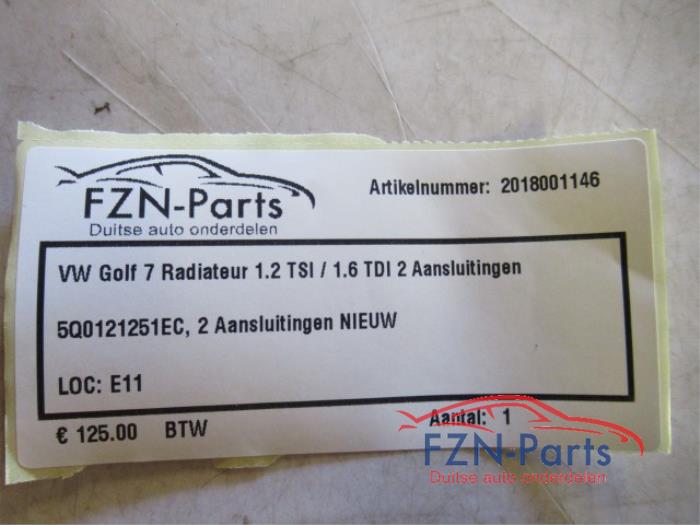 FZN-Parts
Duitse auto onderdelen
Artikelnummer: 2018001146
VW Golf 7 Radiateur 1.2 TSI / 1.6 TDI 2 Aansluitingen
5Q0121251EC, 2 Aansluitingen NIEUW
LOC: E11
€ 125.00 BTW
Aantal: 1
FZN-Parts
Duitse auto onderdelen